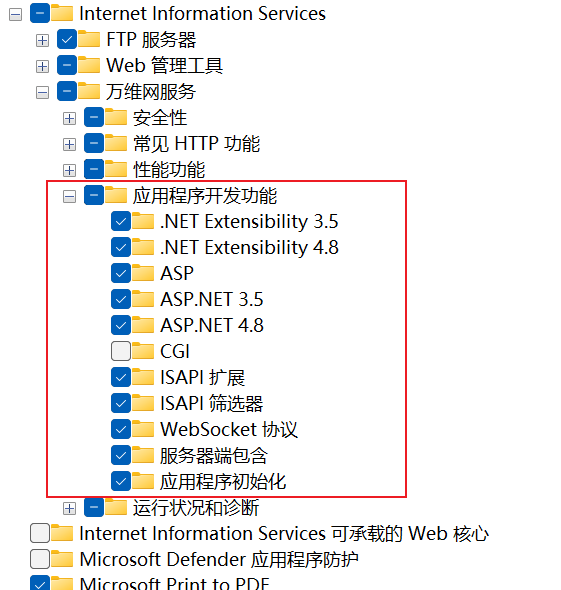 Internet Information Services
FTP 服务器
Web 管理工具
万维网服务
安全性
常见 HTTP 功能
性能功能
应用程序开发功能
.NET Extensibility 3.5
.NET Extensibility 4.8
ASP
ASP.NET 3.5
ASP.NET 4.8
CGI
ISAPI 扩展
ISAPI 筛选器
WebSocket 协议
服务器端包含
应用程序初始化
运行状况和诊断
Internet Information Services 可承载的 Web 核心
Microsoft Defender 应用程序防护
Microsoft Print to PDF